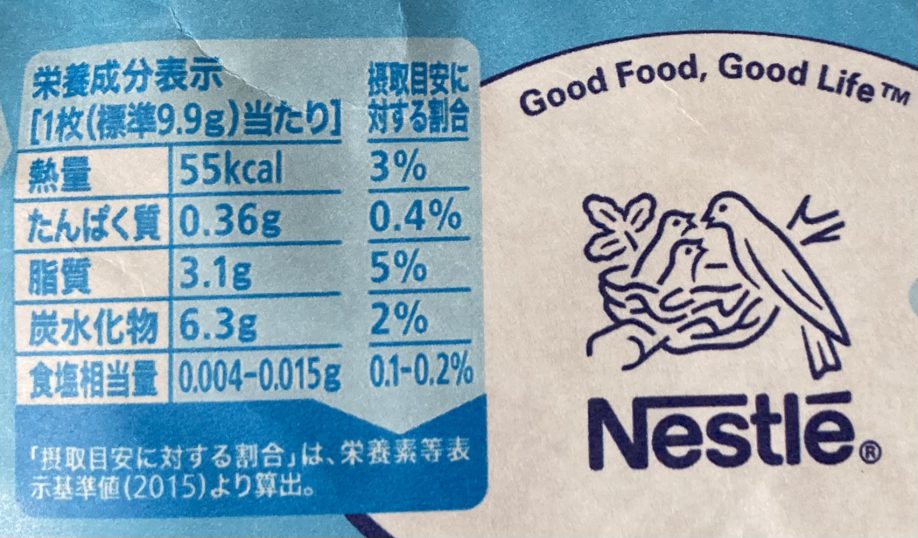 栄養成分表示
[1枚(標準9.9g)当たり]
摂取目安に
対する割合
熱量 55kcal 3%
たんぱく質 0.36g 0.4%
脂質 3.1g 5%
炭水化物 6.3g 2%
食塩相当量 0.004-0.015g 0.1-0.2%
「摂取目安に対する割合」は、栄養素等表
示基準値(2015)より算出。
Good Food, Good Life™
Nestlé®